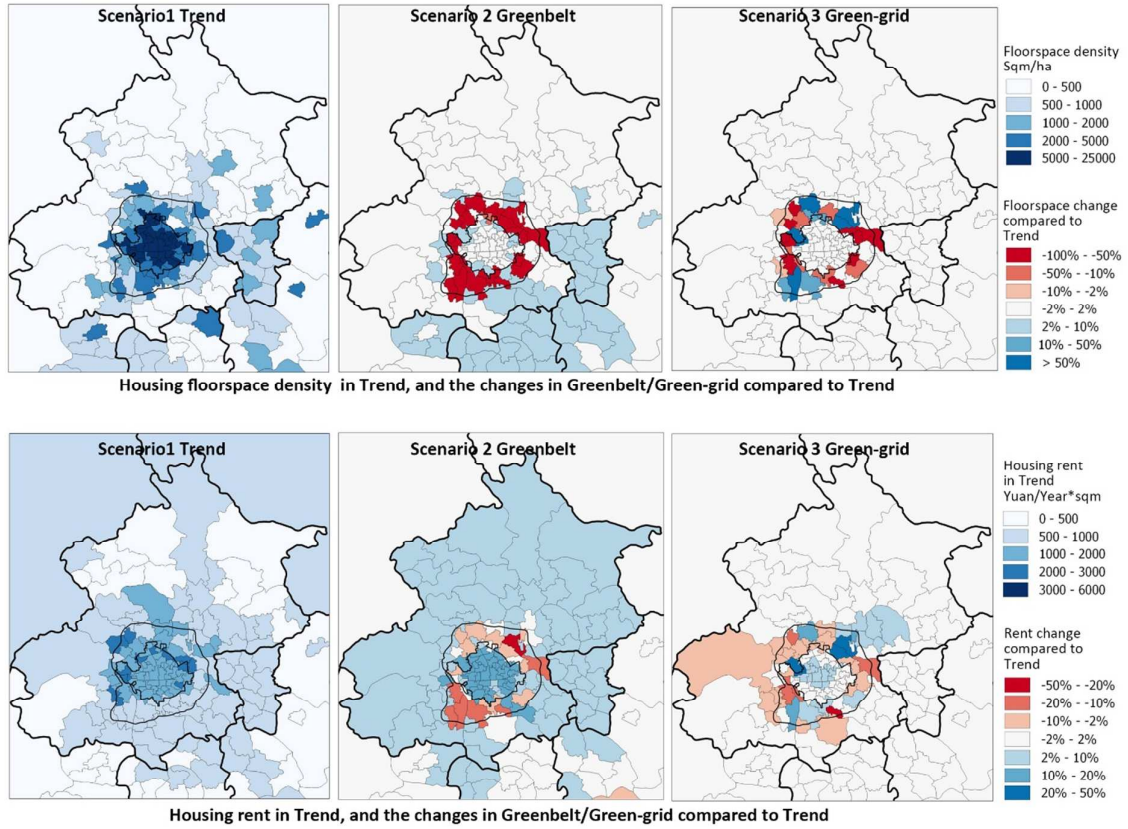 Scenario1 Trend
Scenario 2 Greenbelt
Scenario 3 Green-grid
Floorspace density
Sqm/ha
0 - 500
500 - 1000
1000 - 2000
2000 - 5000
5000 - 25000
Floorspace change
compared to
Trend
-100% - -50%
-50% - -10%
-10% - -2%
-2% - 2%
2% - 10%
10% - 50%
> 50%
Housing floorspace density in Trend, and the changes in Greenbelt/Green-grid compared to Trend
Scenario1 Trend
Scenario 2 Greenbelt
Scenario 3 Green-grid
Housing rent
in Trend
Yuan/Year*sqm
0 - 500
500 - 1000
1000 - 2000
2000 - 3000
3000 - 6000
Rent change
compared to
Trend
-50% - -20%
-20% - -10%
-10% - -2%
-2% - 2%
2% - 10%
10% - 20%
20% - 50%
Housing rent in Trend, and the changes in Greenbelt/Green-grid compared to Trend